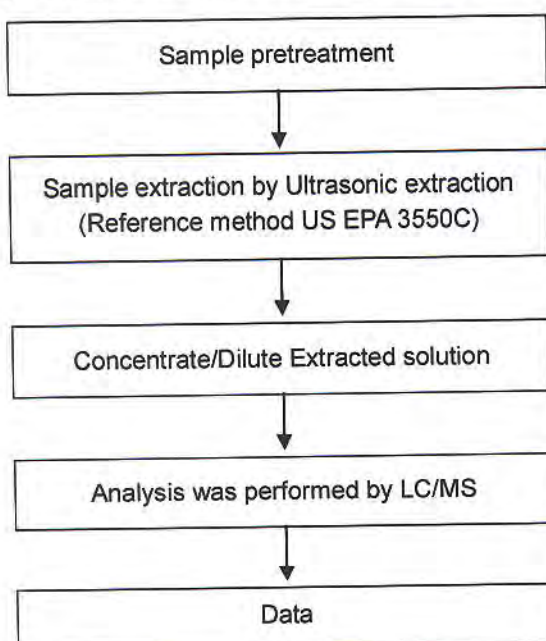 Sample pretreatment
Sample extraction by Ultrasonic extraction
(Reference method US EPA 3550C)
Concentrate/Dilute Extracted solution
Analysis was performed by LC/MS
Data